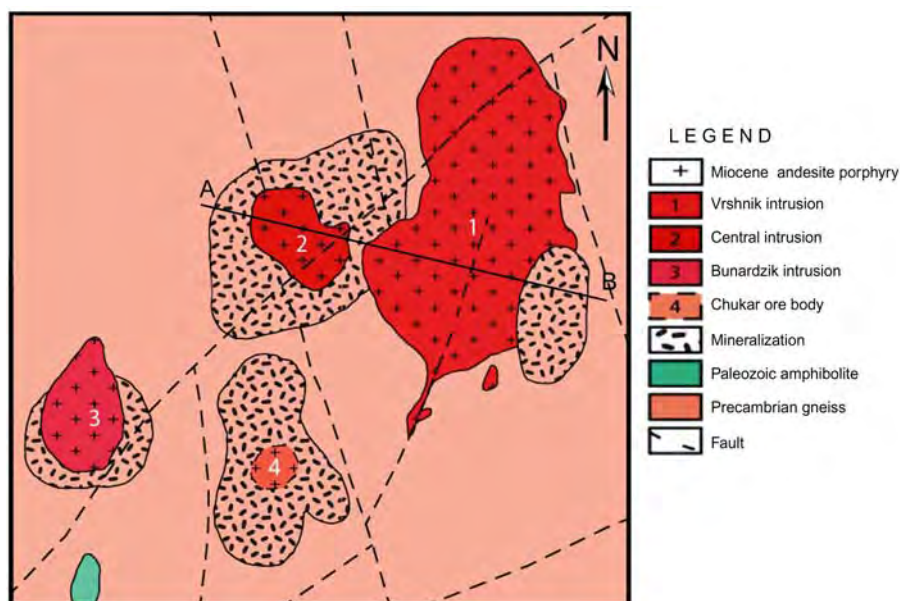 N
A
1
2
B
3
4
LEGEND
Miocene andesite porphyry
1 Vrshnik intrusion
2 Central intrusion
3 Bunardzik intrusion
4 Chukar ore body
Mineralization
Paleozoic amphibolite
Precambrian gneiss
Fault